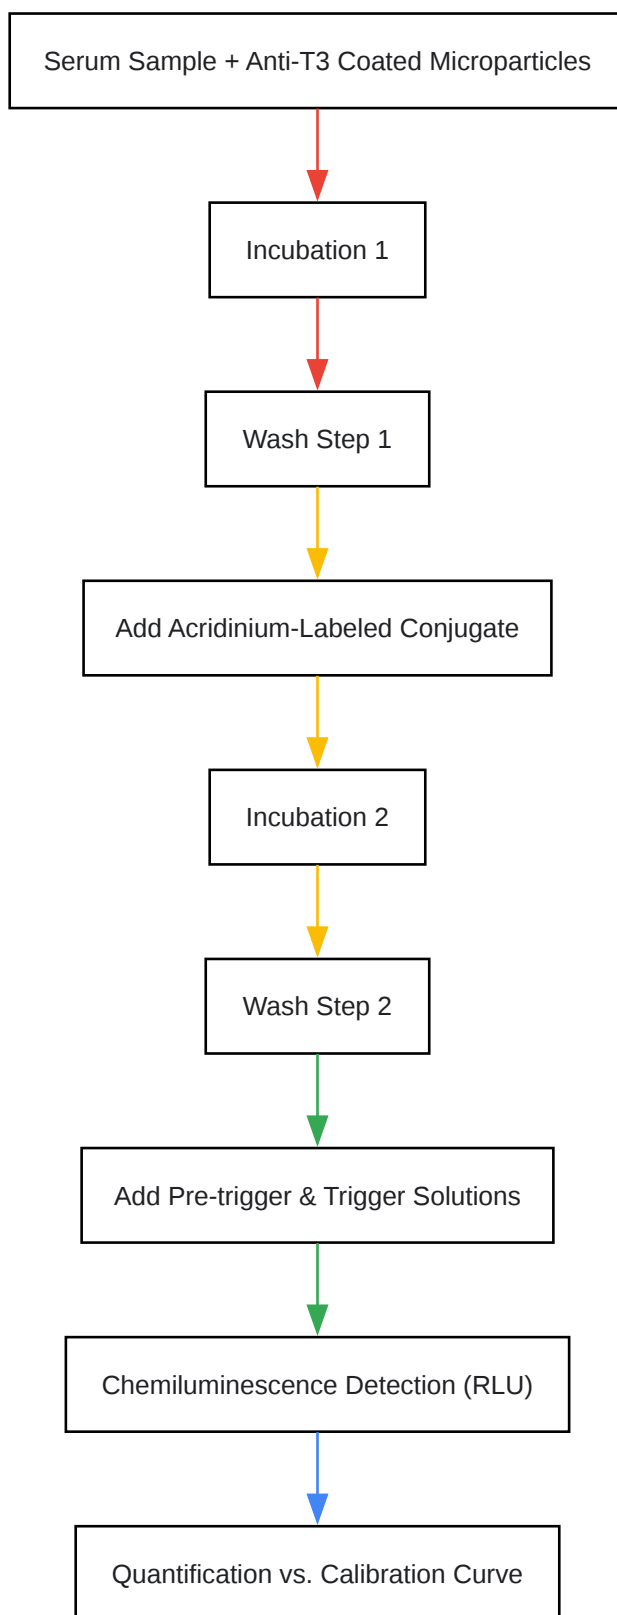 Serum Sample + Anti-T3 Coated Microparticles
Incubation 1
Wash Step 1
Add Acridinium-Labeled Conjugate
Incubation 2
Wash Step 2
Add Pre-trigger & Trigger Solutions
Chemiluminescence Detection (RLU)
Quantification vs. Calibration Curve